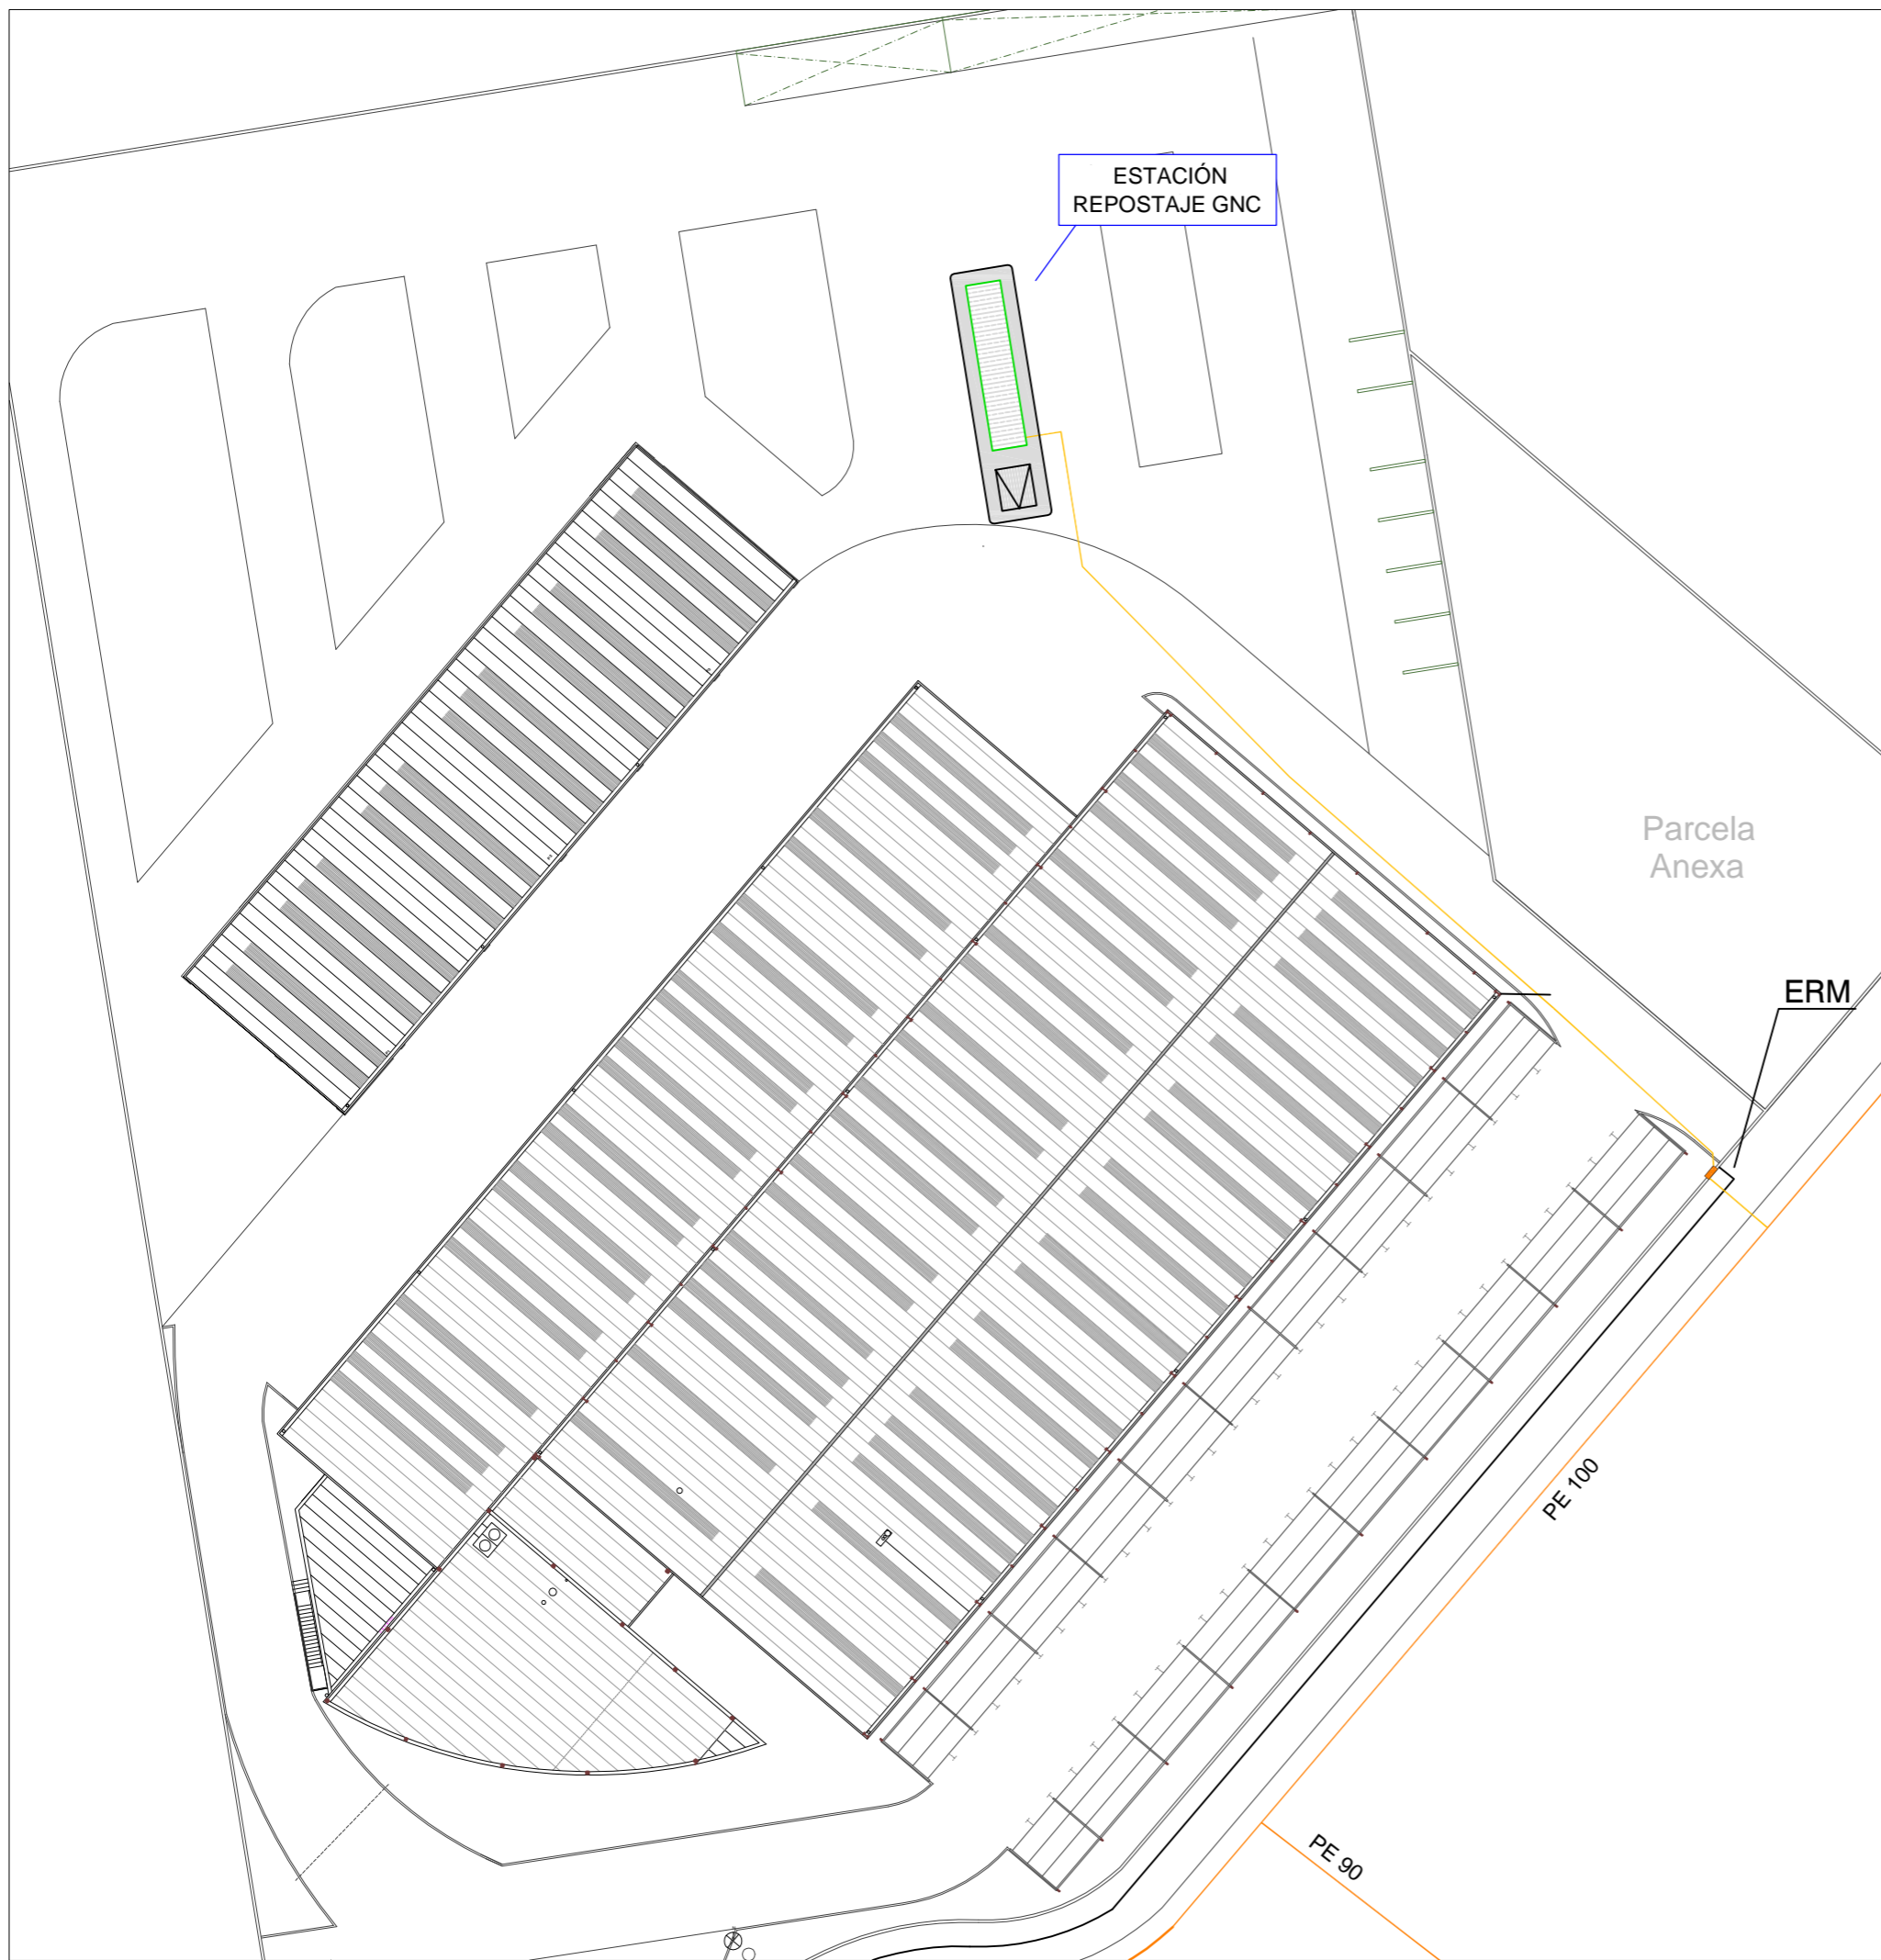 ESTACIÓN
REPOSTAJE GNC
Parcela
Anexa
ERM
PE 100
PE 90